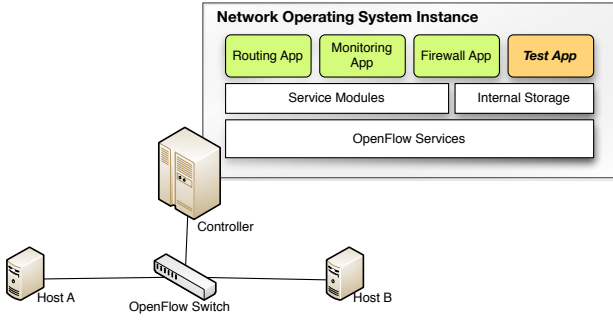 Network Operating System Instance
Routing App
Monitoring
App
Firewall App
Test App
Service Modules
Internal Storage
OpenFlow Services
Controller
Host A
OpenFlow Switch
Host B